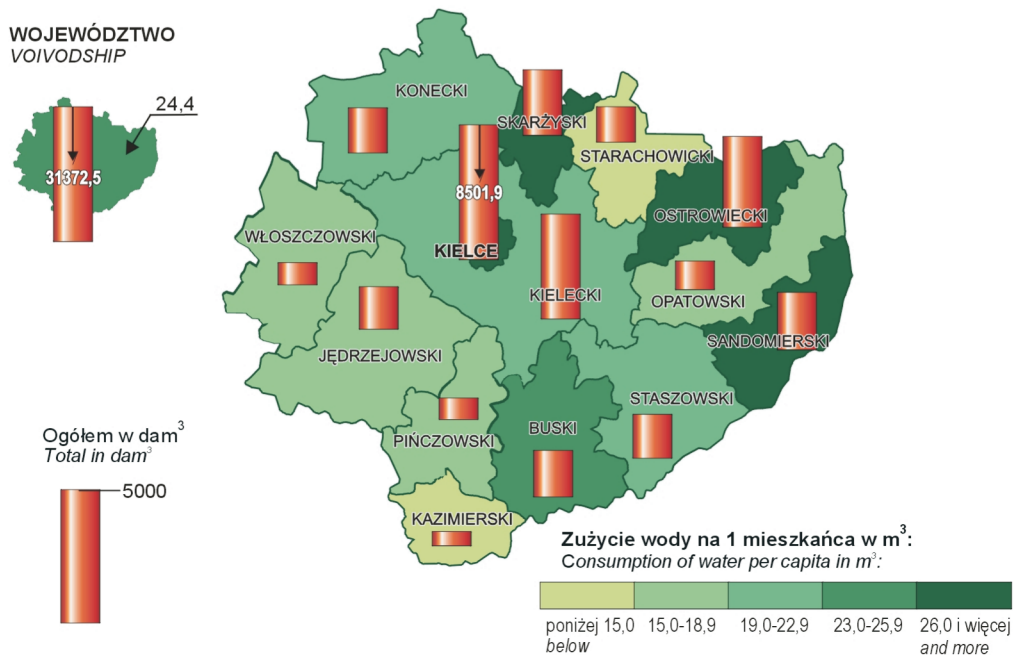 WOJEWÓDZTWO
VOIVODSHIP
24,4
31372,5
KONECKI
SKARŻYSKI
STARACHOWICKI
8501,9
OSTROWIECKI
WŁOSZCZOWSKI
KIELCE
KIELECKI
OPATOWSKI
SANDOMIERSKI
JĘDRZEJOWSKI
STASZOWSKI
BUSKI
PIŃCZOWSKI
KAZIMIERSKI
Ogółem w dam³
Total in dam³
5000
Zużycie wody na 1 mieszkańca w m³:
Consumption of water per capita in m³:
poniżej 15,0 15,0-18,9 19,0-22,9 23,0-25,9 26,0 i więcej
below and more